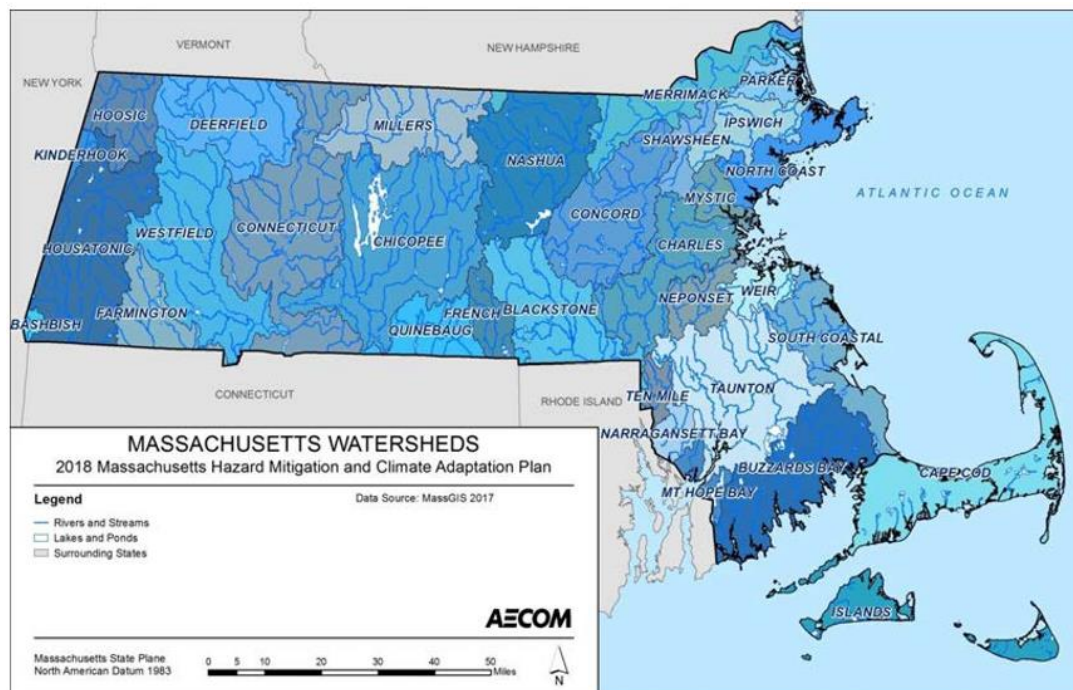 VERMONT
NEW HAMPSHIRE
NEW YORK
HOOSIC
DEERFIELD
MILLERS
MERRIMACK
PARKER
IPSWICH
SHAWSHEEN
KINDERHOOK
NASHUA
NORTH COAST
ATLANTIC OCEAN
MYSTIC
CONCORD
HOUSATONIC
WESTFIELD
CONNECTICUT
CHICOPEE
CHARLES
NEPONSET
WEIR
FARMINGTON
FRENCH
BLACKSTONE
BASHBISH
QUINEBAUG
SOUTH COASTAL
CONNECTICUT
RHODE ISLAND
TEN MILE
TAUNTON
NARRAGANSETT BAY
BUZZARDS BAY
CAPE COD
MT HOPE BAY
ISLANDS
MASSACHUSETTS WATERSHEDS
2018 Massachusetts Hazard Mitigation and Climate Adaptation Plan
Legend
Data Source: MassGIS 2017
Rivers and Streams
Lakes and Ponds
Surrounding States
AECOM
Massachusetts State Plane
North American Datum 1983
0 5 10 20 30 40 50
Miles
N